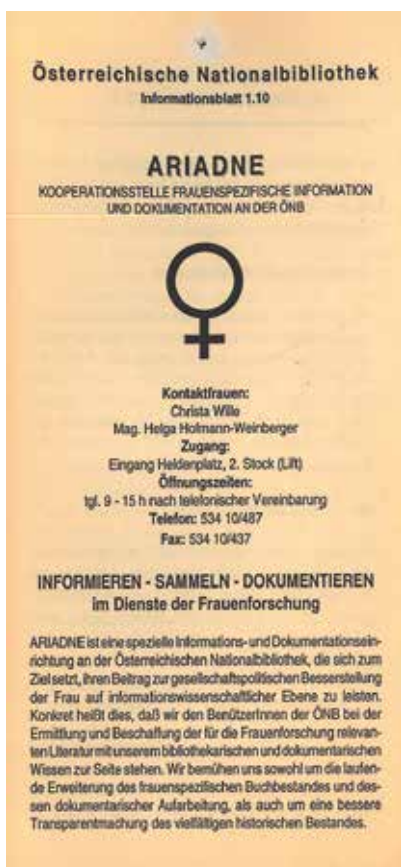 Österreichische Nationalbibliothek
Informationsblatt 1.10
ARIADNE
KOOPERATIONSSTELLE FRAUENSPEZIFISCHE INFORMATION
UND DOKUMENTATION AN DER ÖNB
Kontaktfrauen:
Christa Wille
Mag. Helga Hofmann-Weinberger
Zugang:
Eingang Heldenplatz, 2. Stock (Lift)
Öffnungszeiten:
tgl. 9 - 15 h nach telefonischer Vereinbarung
Telefon: 534 10/487
Fax: 534 10/437
INFORMIEREN - SAMMELN - DOKUMENTIEREN
im Dienste der Frauenforschung
ARIADNE ist eine spezielle Informations- und Dokumentationsein-
richtung an der Österreichischen Nationalbibliothek, die sich zum
Ziel setzt, ihren Beitrag zur gesellschaftspolitischen Besserstellung
der Frau auf informationswissenschaftlicher Ebene zu leisten.
Konkret heißt dies, daß wir den BenützerInnen der ÖNB bei der
Ermittlung und Beschaffung der für die Frauenforschung relevan-
ten Literatur mit unserem bibliothekarischen und dokumentarischen
Wissen zur Seite stehen. Wir bemühen uns sowohl um die laufen-
de Erweiterung des frauenspezifischen Buchbestandes und des-
sen dokumentarischer Aufarbeitung, als auch um eine bessere
Transparentmachung des vielfältigen historischen Bestandes.